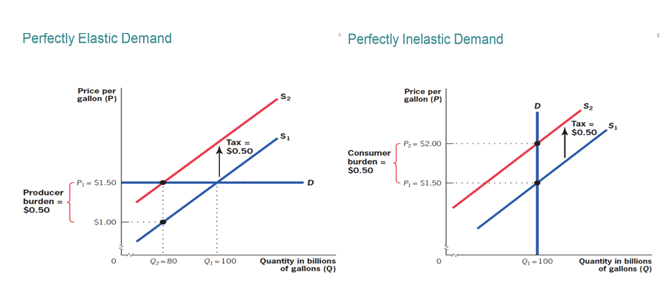 Perfectly Elastic Demand
Price per
gallon (P)
S₂
S₁
Tax =
$0.50
P₁ = $1.50
D
Producer
burden =
$0.50
$1.00
0
Q₂ = 80
Q₁ = 100
Quantity in billions
of gallons (Q)
Perfectly Inelastic Demand
Price per
gallon (P)
D
S₂
S₁
Tax =
$0.50
P₂ = $2.00
Consumer
burden =
$0.50
P₁ = $1.50
0
Q₁ = 100
Quantity in billions
of gallons (Q)